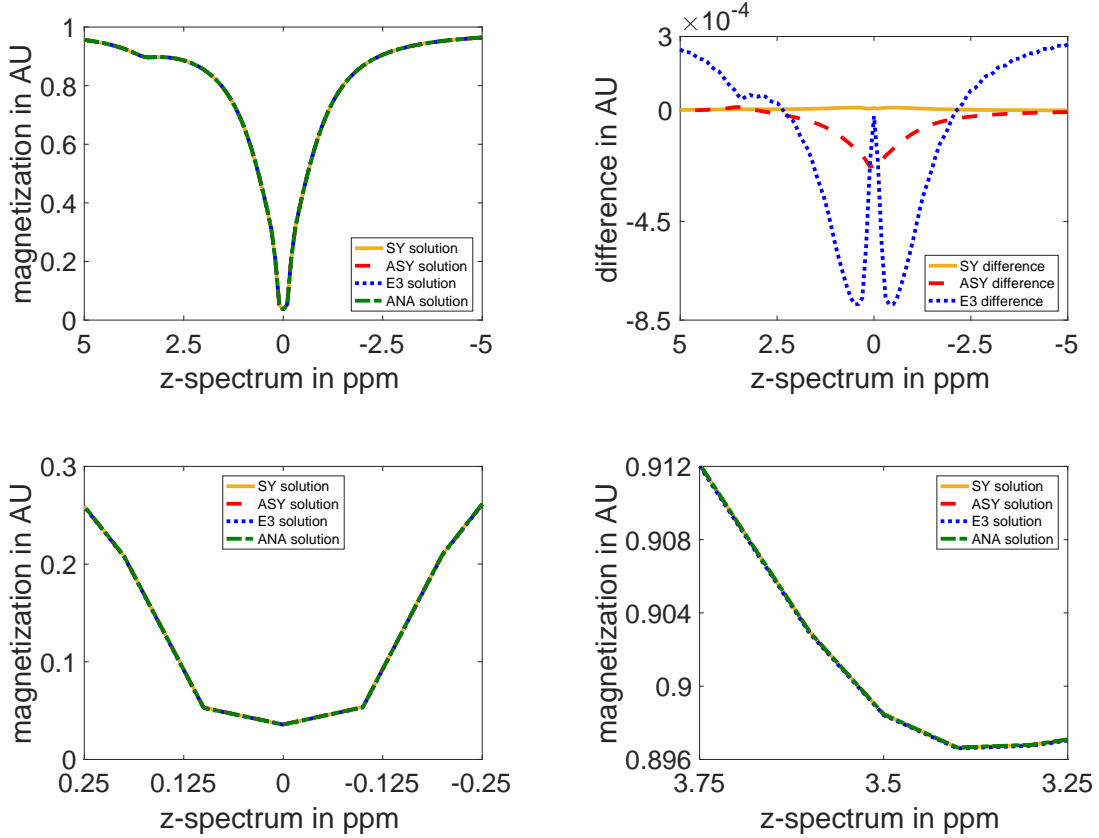 magnetization in AU
1
0.8
0.6
0.4
0.2
0
5
2.5
0
-2.5
-5
z-spectrum in ppm
SY solution
ASY solution
E3 solution
ANA solution
×10⁻⁴
difference in AU
3
0
-4.5
-8.5
5
2.5
0
-2.5
-5
z-spectrum in ppm
SY difference
ASY difference
E3 difference
magnetization in AU
0.3
0.2
0.1
0
0.25
0.125
0
-0.125
-0.25
z-spectrum in ppm
SY solution
ASY solution
E3 solution
ANA solution
magnetization in AU
0.912
0.908
0.904
0.9
0.896
3.75
3.5
3.25
z-spectrum in ppm
SY solution
ASY solution
E3 solution
ANA solution